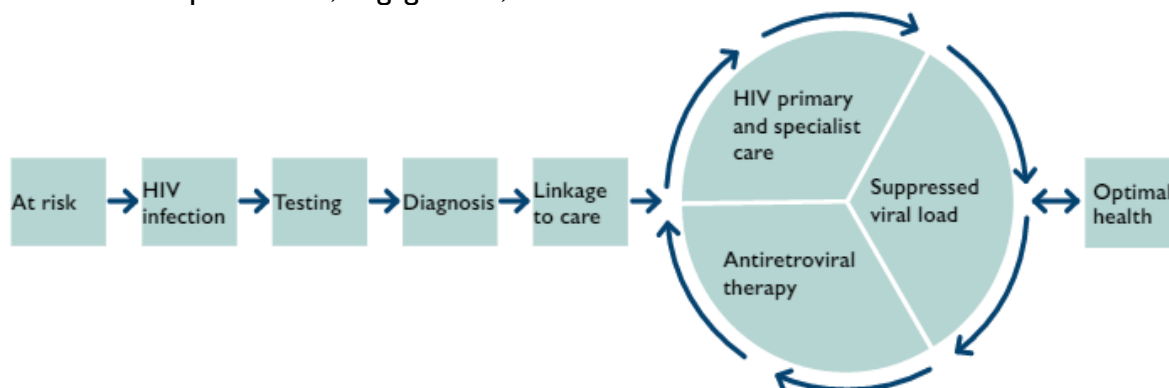 At risk
HIV
infection
Testing
Diagnosis
Linkage
to care
HIV primary
and specialist
care
Suppressed
viral load
Antiretroviral
therapy
Optimal
health